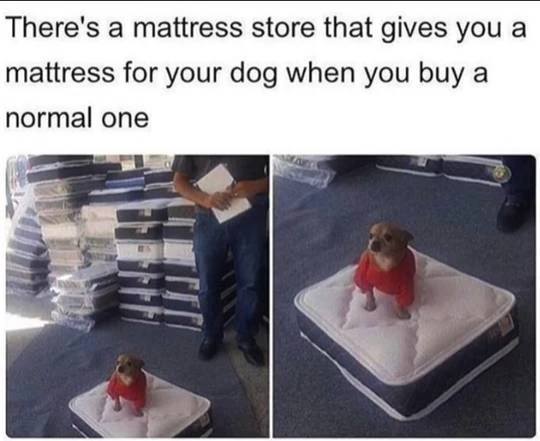 There's a mattress store that gives you a
mattress for your dog when you buy a
normal one